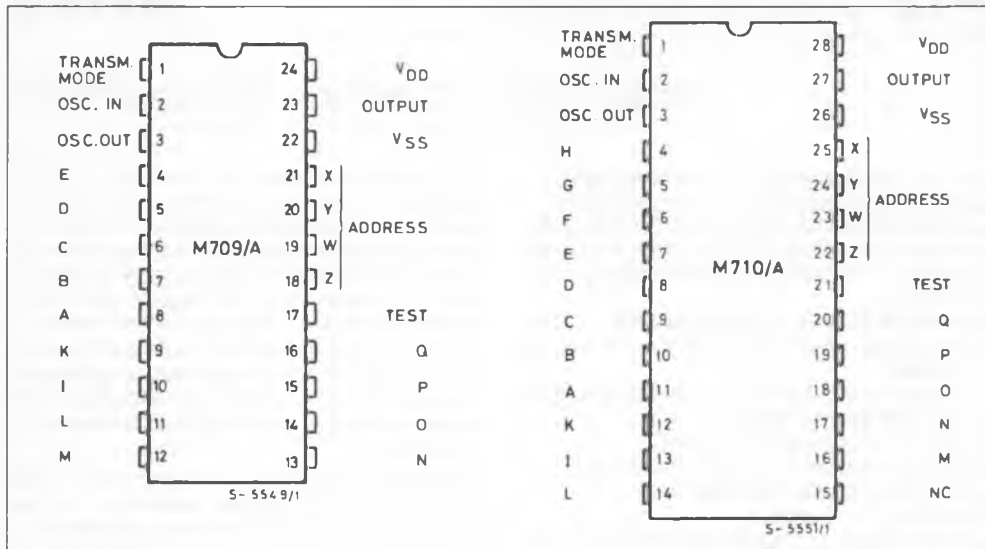 TRANSM. MODE 1 24 VDD
OSC. IN 2 23 OUTPUT
OSC.OUT 3 22 VSS
E 4 21 X
D 5 20 Y
ADDRESS
C 6 M709/A 19 W
B 7 18 Z
A 8 17 TEST
K 9 16 Q
I 10 15 P
L 11 14 O
M 12 13 N
S-5549/1
TRANSM. MODE 1 28 VDD
OSC. IN 2 27 OUTPUT
OSC. OUT 3 26 VSS
H 4 25 X
G 5 24 Y
ADDRESS
F 6 23 W
E 7 22 Z
M710/A
D 8 21 TEST
C 9 20 Q
B 10 19 P
A 11 18 O
K 12 17 N
I 13 16 M
L 14 15 NC
S-5551/1